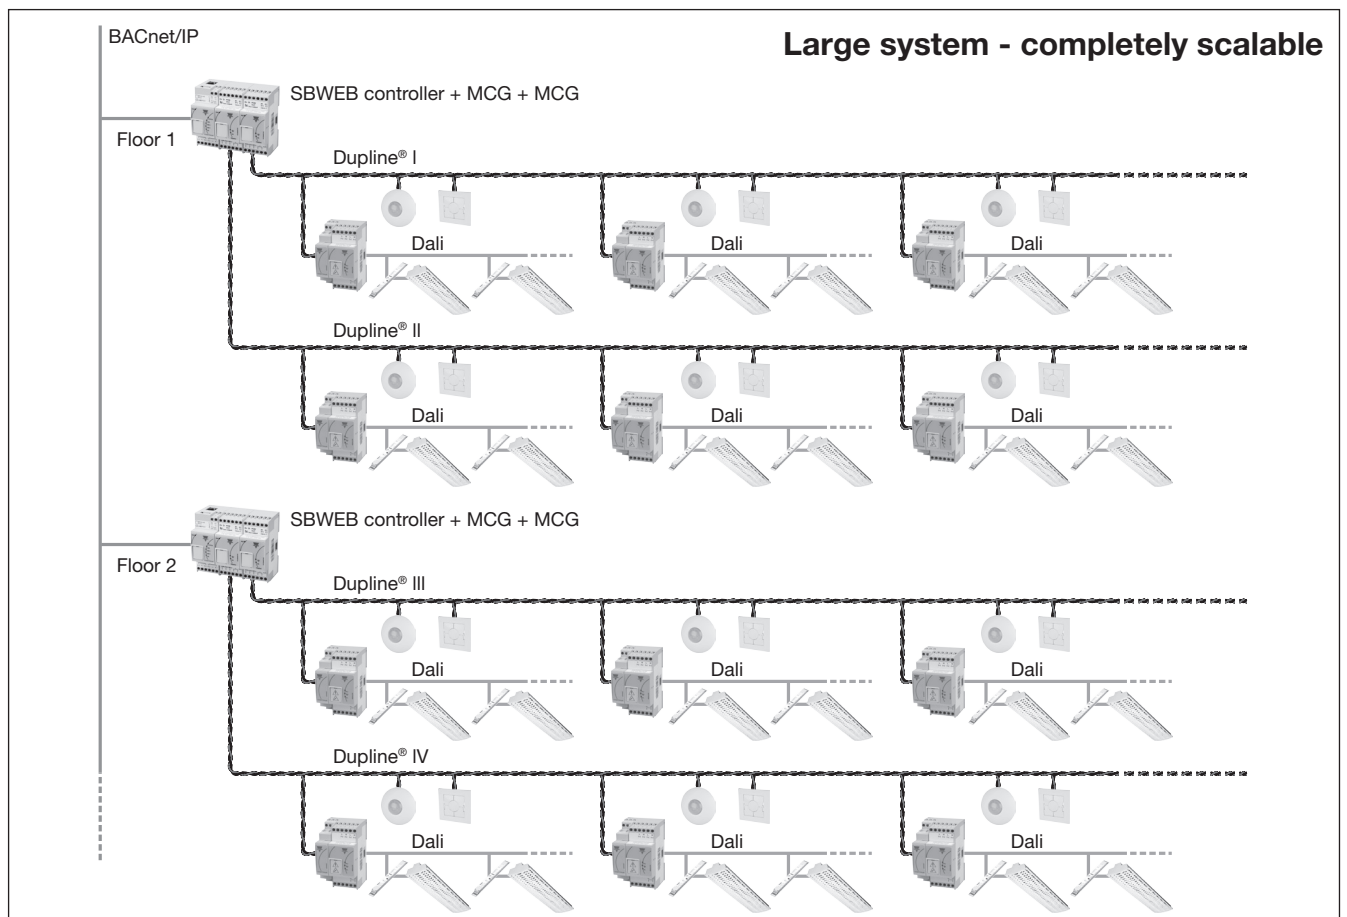 BACnet/IP
Large system - completely scalable
SBWEB controller + MCG + MCG
Floor 1
Dupline® I
Dali
Dali
Dali
Dupline® II
Dali
Dali
Dali
SBWEB controller + MCG + MCG
Floor 2
Dupline® III
Dali
Dali
Dali
Dupline® IV
Dali
Dali
Dali